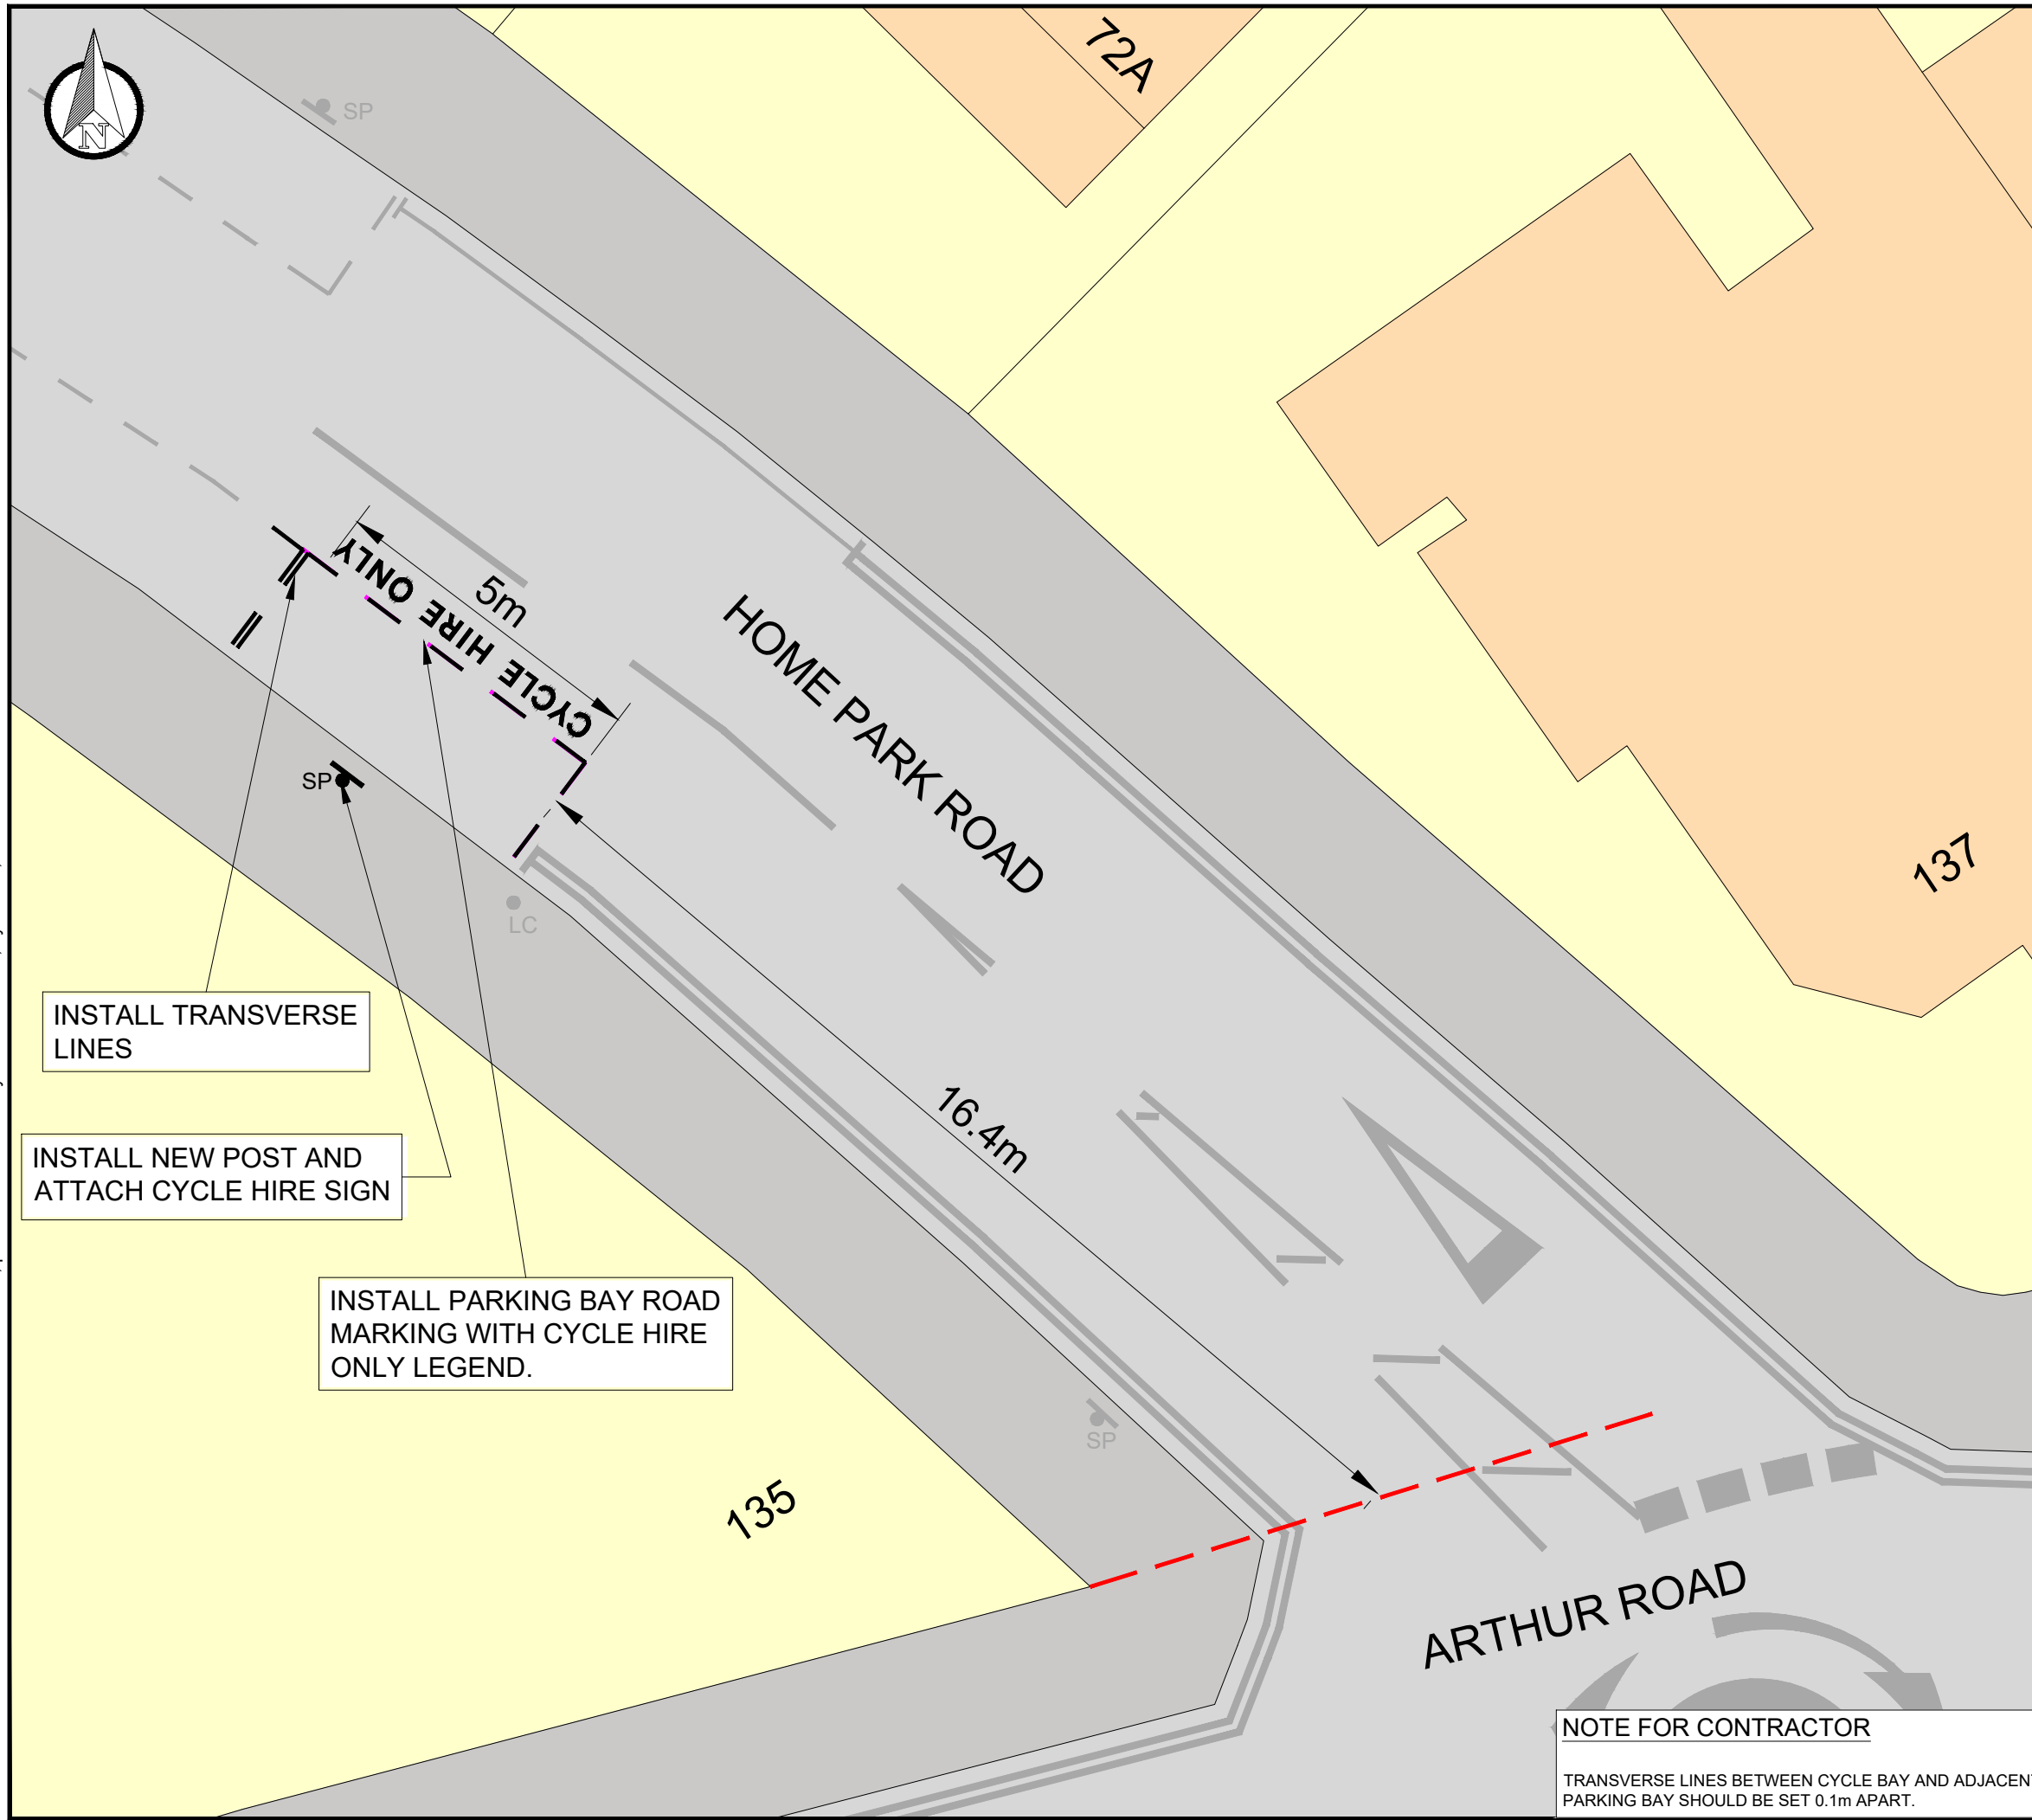 N
72A
SP
CYCLE HIRE ONLY
5m
HOME PARK ROAD
SP
LC
137
INSTALL TRANSVERSE
LINES
INSTALL NEW POST AND
ATTACH CYCLE HIRE SIGN
16.4m
INSTALL PARKING BAY ROAD
MARKING WITH CYCLE HIRE
ONLY LEGEND.
SP
135
ARTHUR ROAD
NOTE FOR CONTRACTOR
TRANSVERSE LINES BETWEEN CYCLE BAY AND ADJACENT
PARKING BAY SHOULD BE SET 0.1m APART.